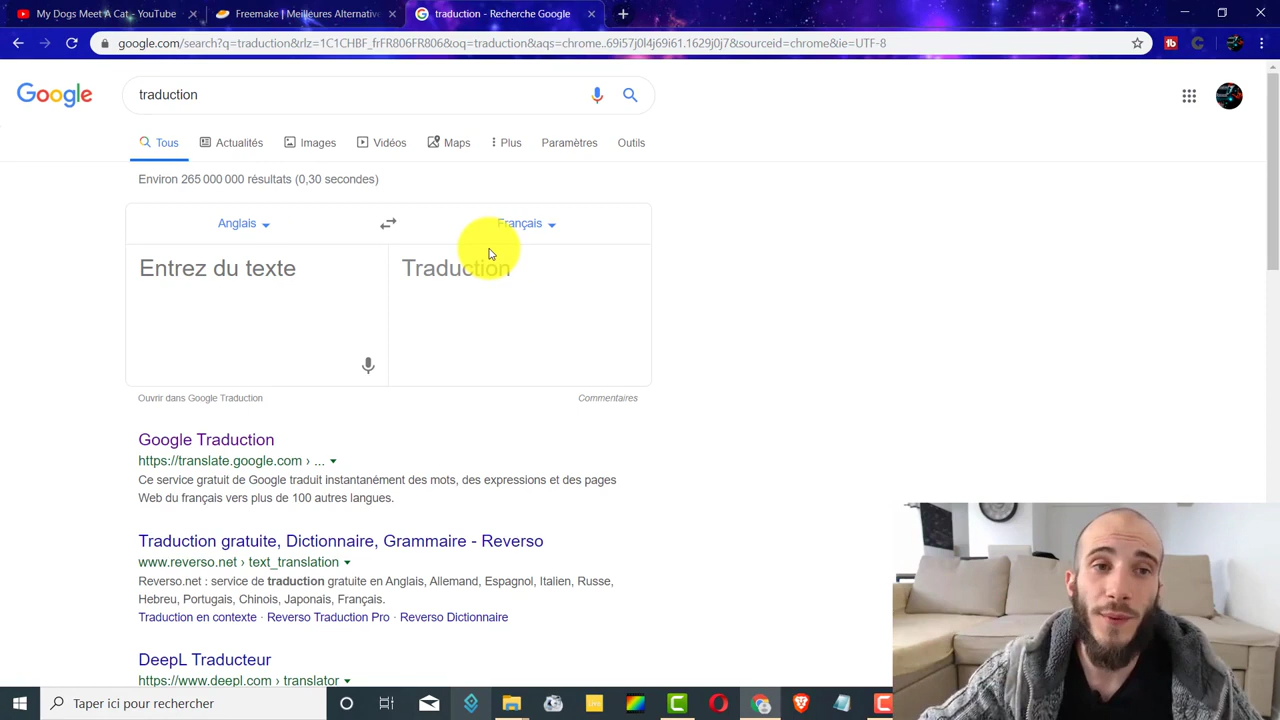 My Dogs Meet A Cat - YouTube
Freemake | Meilleures Alternative
traduction - Recherche Google
google.com/search?q=traduction&rlz=1C1CHBF_frFR806FR806&oq=traduction&aqs=chrome..69i57j0l4j69i61.1629j0j7&sourceid=chrome&ie=UTF-8
Google
traduction
Tous
Actualités
Images
Vidéos
Maps
Plus
Paramètres
Outils
Environ 265 000 000 résultats (0,30 secondes)
Anglais
Français
Entrez du texte
Traduction
Ouvrir dans Google Traduction
Commentaires
Google Traduction
https://translate.google.com › ...
Ce service gratuit de Google traduit instantanément des mots, des expressions et des pages
Web du français vers plus de 100 autres langues.
Traduction gratuite, Dictionnaire, Grammaire - Reverso
www.reverso.net › text_translation
Reverso.net : service de traduction gratuite en Anglais, Allemand, Espagnol, Italien, Russe,
Hebreu, Portugais, Chinois, Japonais, Français.
Traduction en contexte · Reverso Traduction Pro · Reverso Dictionnaire
DeepL Traducteur
https://www.deepl.com › translator
Taper ici pour rechercher